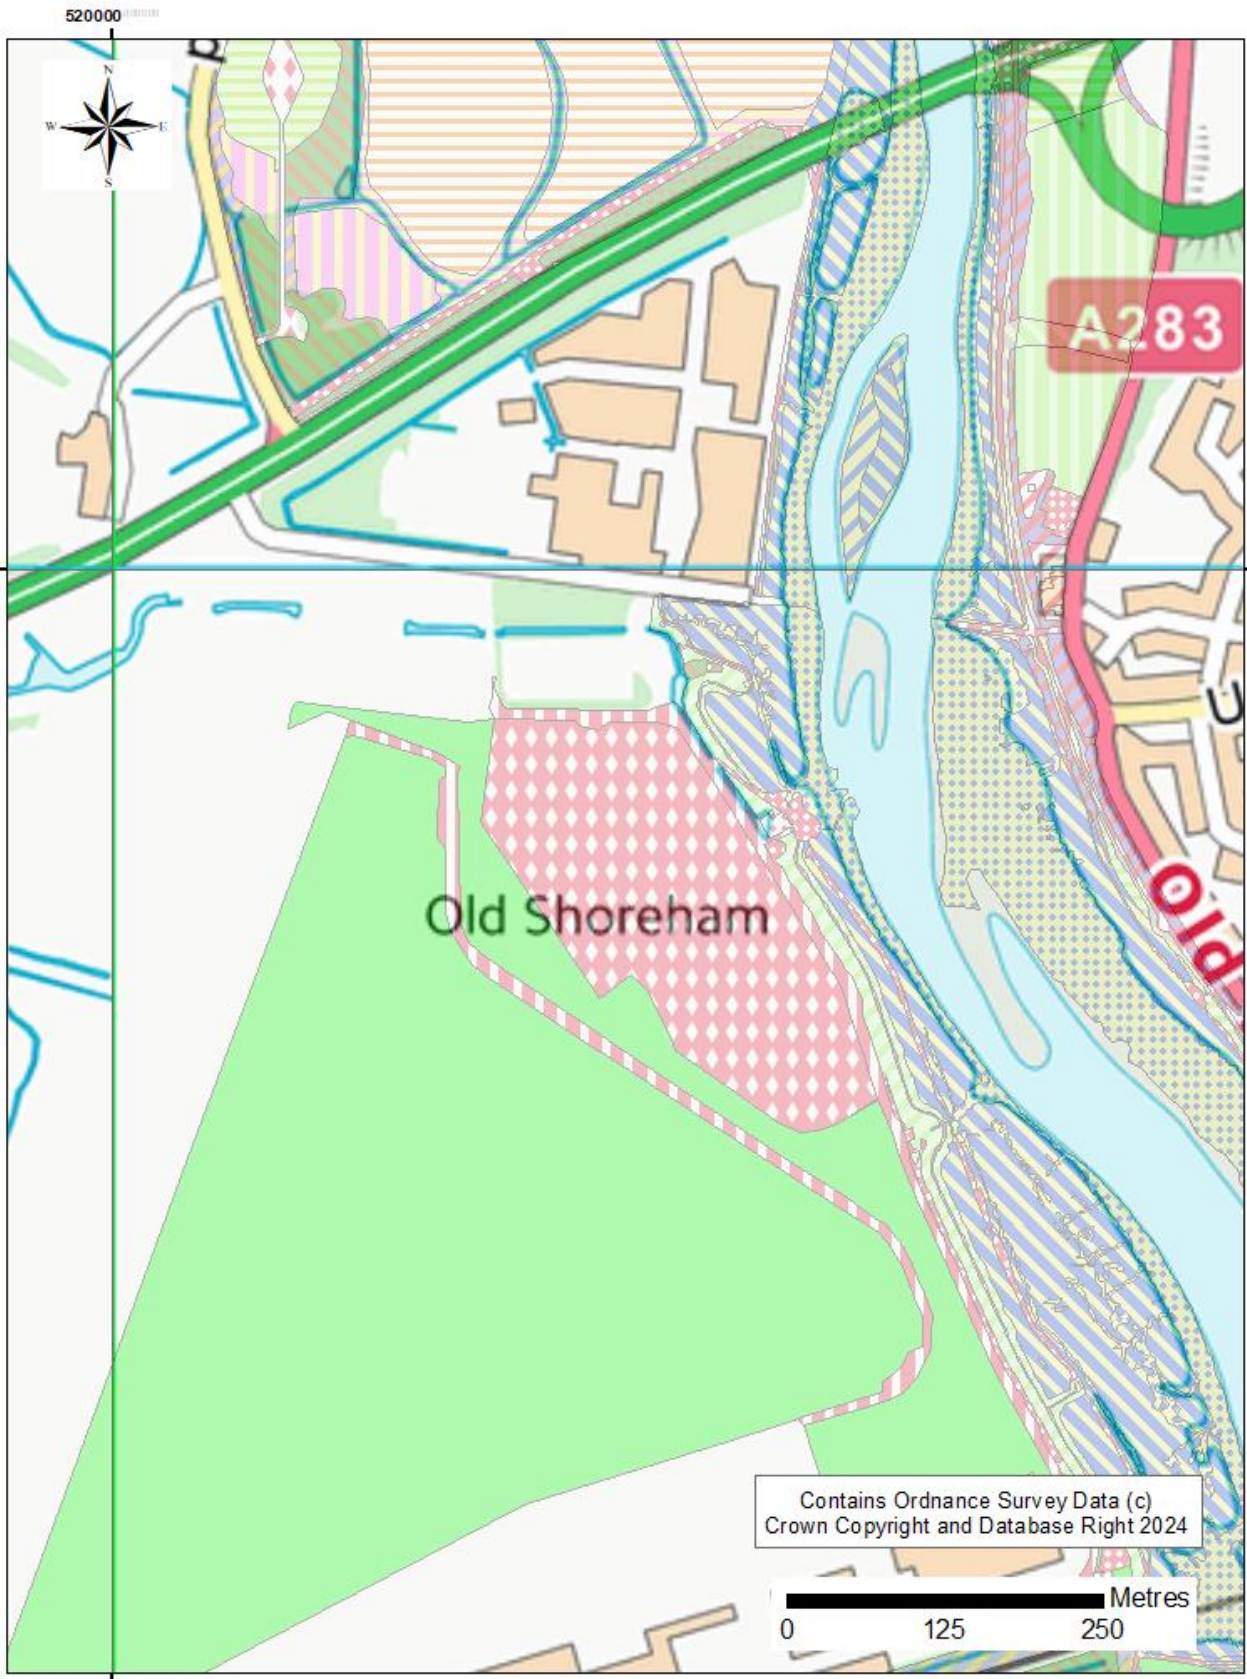 520000
N
W E
S
A283
Old Shoreham
Old
Contains Ordnance Survey Data (c)
Crown Copyright and Database Right 2024
Metres
0 125 250